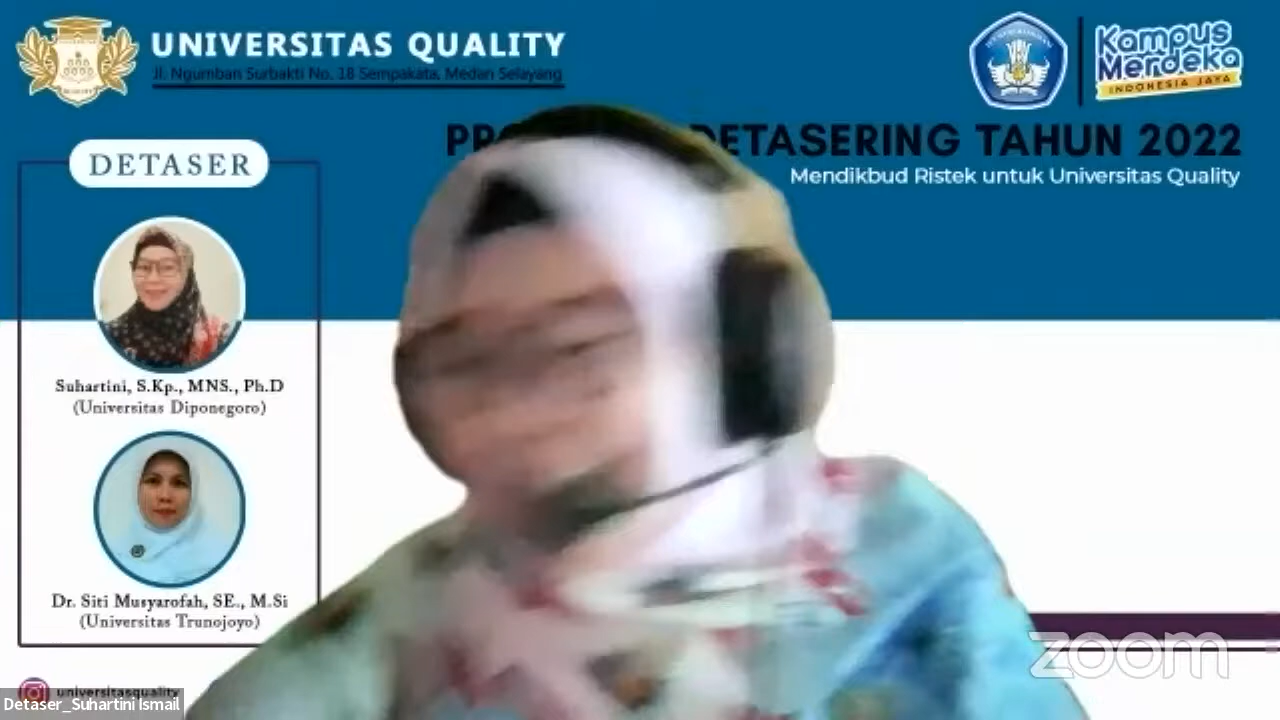 UNIVERSITAS QUALITY
Jl. Ngumban Surbakti No. 18 Sempakata, Medan Selayang
Kampus
Merdeka
INDONESIA JAYA
DETASERING TAHUN 2022
Mendikbud Ristek untuk Universitas Quality
DETASER
Suhartini, S.Kp., MNS., Ph.D
(Universitas Diponegoro)
Dr. Siti Musyarofah, SE., M.Si
(Universitas Trunojoyo)
universitasquality
Detaser_Suhartini Ismail
zoom